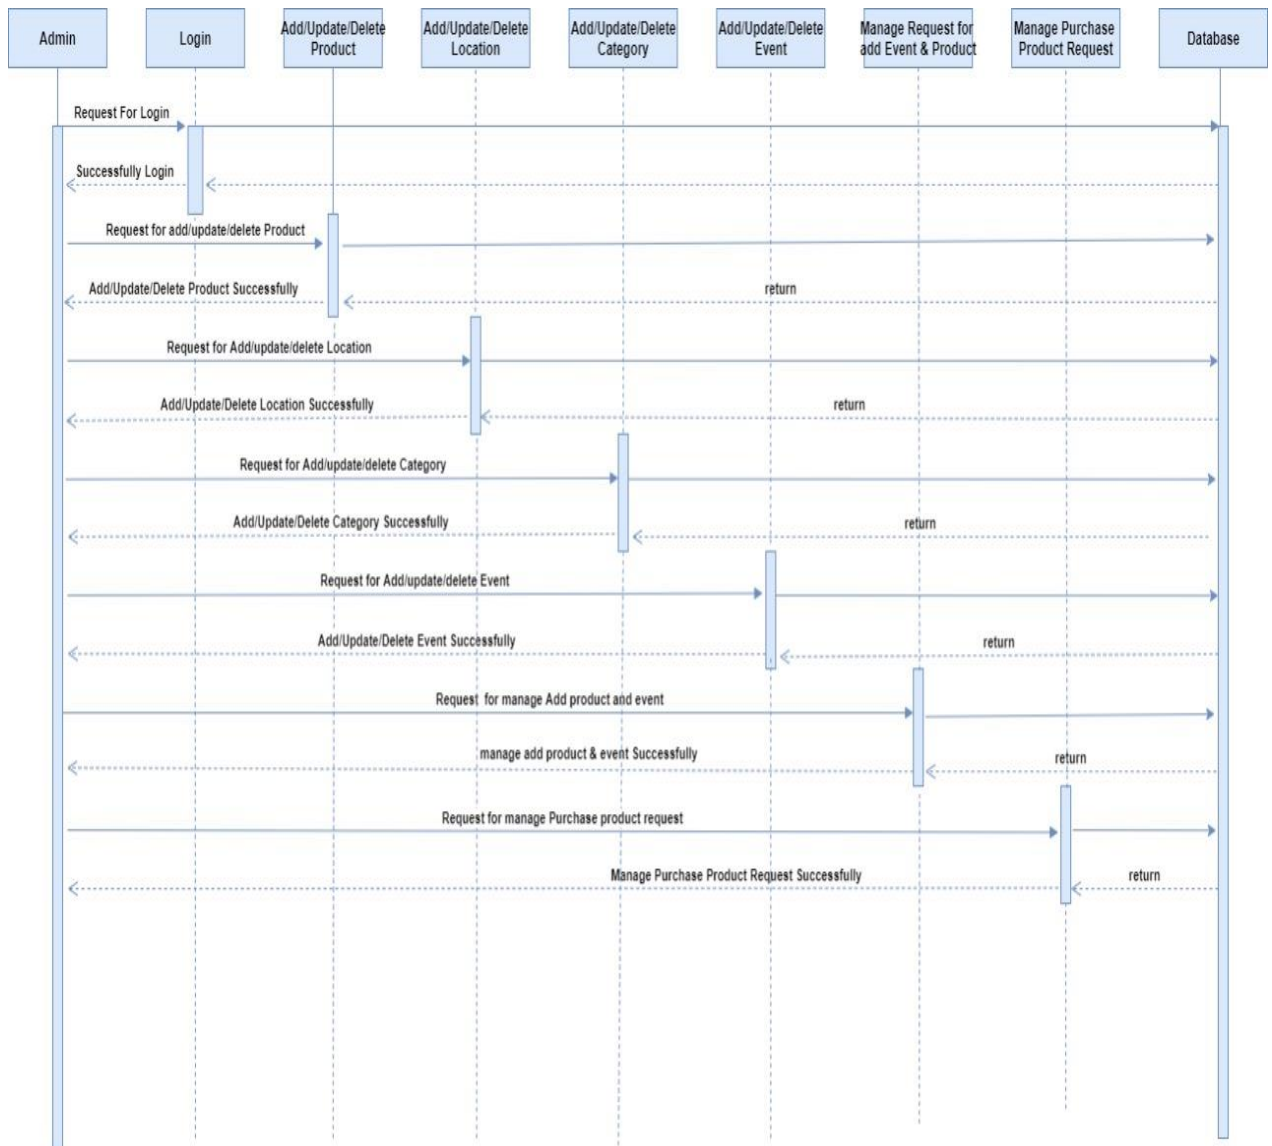 Admin
Login
Add/Update/Delete
Product
Add/Update/Delete
Location
Add/Update/Delete
Category
Add/Update/Delete
Event
Manage Request for
add Event & Product
Manage Purchase
Product Request
Database
Request For Login
Successfully Login
Request for add/update/delete Product
Add/Update/Delete Product Successfully
return
Request for Add/update/delete Location
Add/Update/Delete Location Successfully
return
Request for Add/update/delete Category
Add/Update/Delete Category Successfully
return
Request for Add/update/delete Event
Add/Update/Delete Event Successfully
return
Request for manage Add product and event
manage add product & event Successfully
return
Request for manage Purchase product request
Manage Purchase Product Request Successfully
return